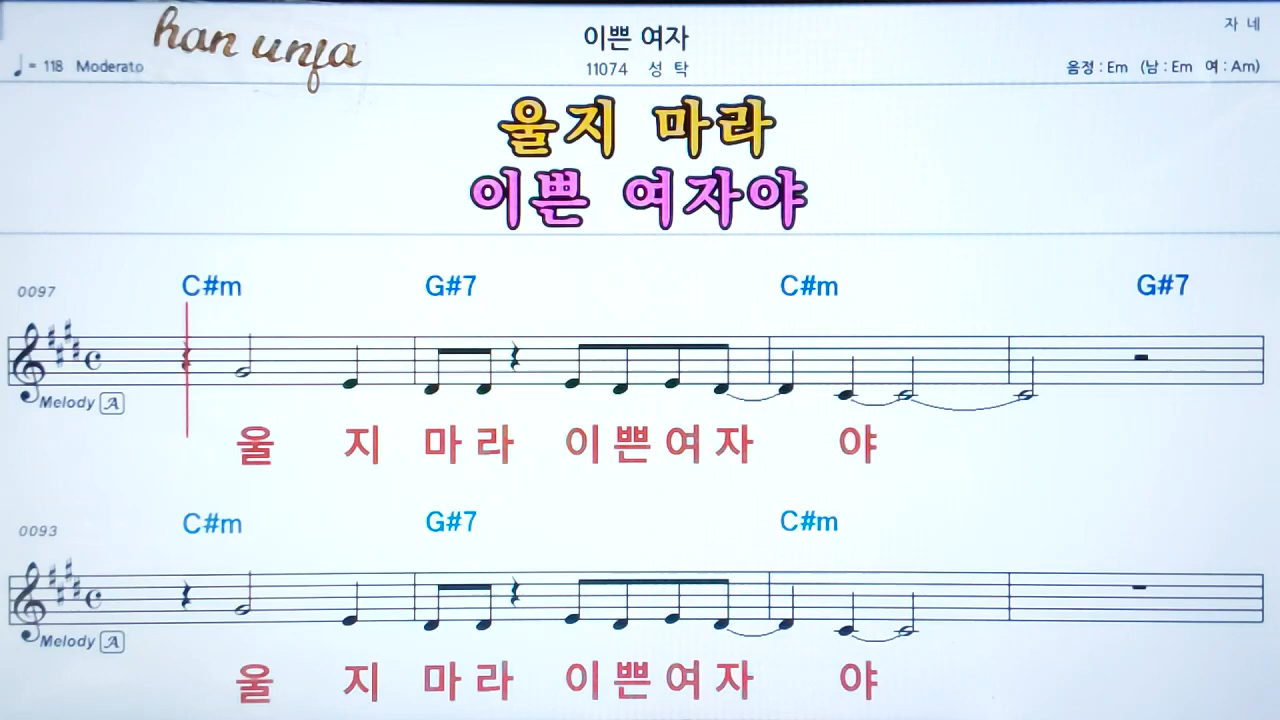 han unfa
이쁜 여자
자 네
♩= 118 Moderato
11074 성 탁
음정 : Em (남 : Em 여 : Am)
울지 마라
이쁜 여자야
C#m G#7 C#m G#7
0097
Melody A
울 지 마 라 이 쁜 여 자 야
C#m G#7 C#m
0093
Melody A
울 지 마 라 이 쁜 여 자 야